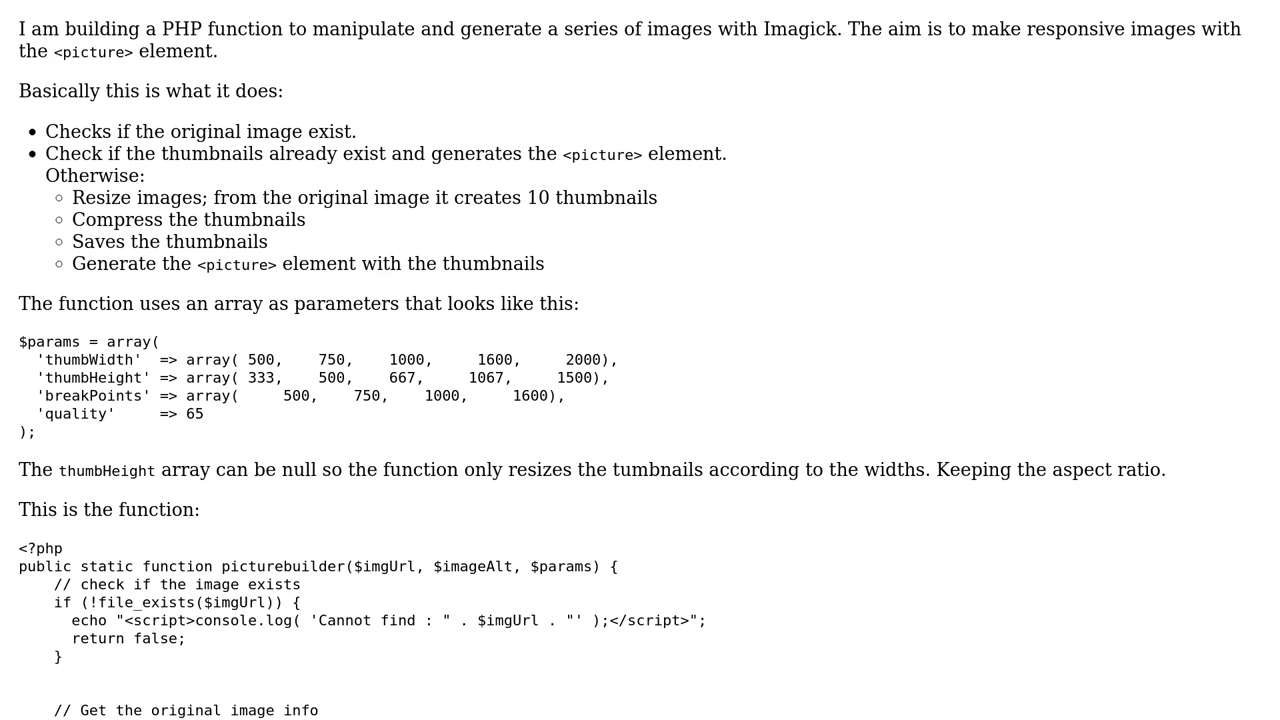 I am building a PHP function to manipulate and generate a series of images with Imagick. The aim is to make responsive images with
the <picture> element.
Basically this is what it does:
• Checks if the original image exist.
• Check if the thumbnails already exist and generates the <picture> element.
Otherwise:
◦ Resize images; from the original image it creates 10 thumbnails
◦ Compress the thumbnails
◦ Saves the thumbnails
◦ Generate the <picture> element with the thumbnails
The function uses an array as parameters that looks like this:
$params = array(
  'thumbWidth'  => array( 500,    750,    1000,     1600,     2000),
  'thumbHeight' => array( 333,    500,    667,      1067,     1500),
  'breakPoints' => array(     500,    750,    1000,     1600),
  'quality'     => 65
);
The thumbHeight array can be null so the function only resizes the tumbnails according to the widths. Keeping the aspect ratio.
This is the function:
<?php
public static function picturebuilder($imgUrl, $imageAlt, $params) {
    // check if the image exists
    if (!file_exists($imgUrl)) {
      echo "<script>console.log( 'Cannot find : " . $imgUrl . "' );</script>";
      return false;
    }
    // Get the original image info